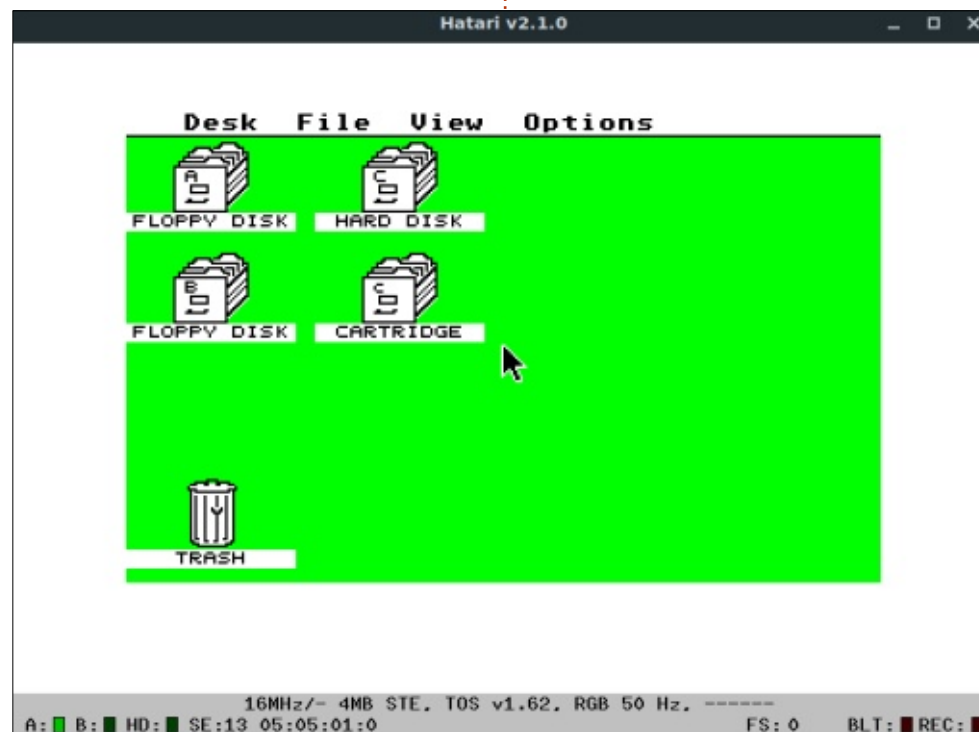 Hatari v2.1.0
Desk File View Options
A C
FLOPPY DISK HARD DISK
B c
FLOPPY DISK CARTRIDGE
TRASH
16MHz/- 4MB STE, TOS v1.62, RGB 50 Hz, ------
A: B: HD: SE:13 05:05:01:0 FS: 0 BLT: REC: